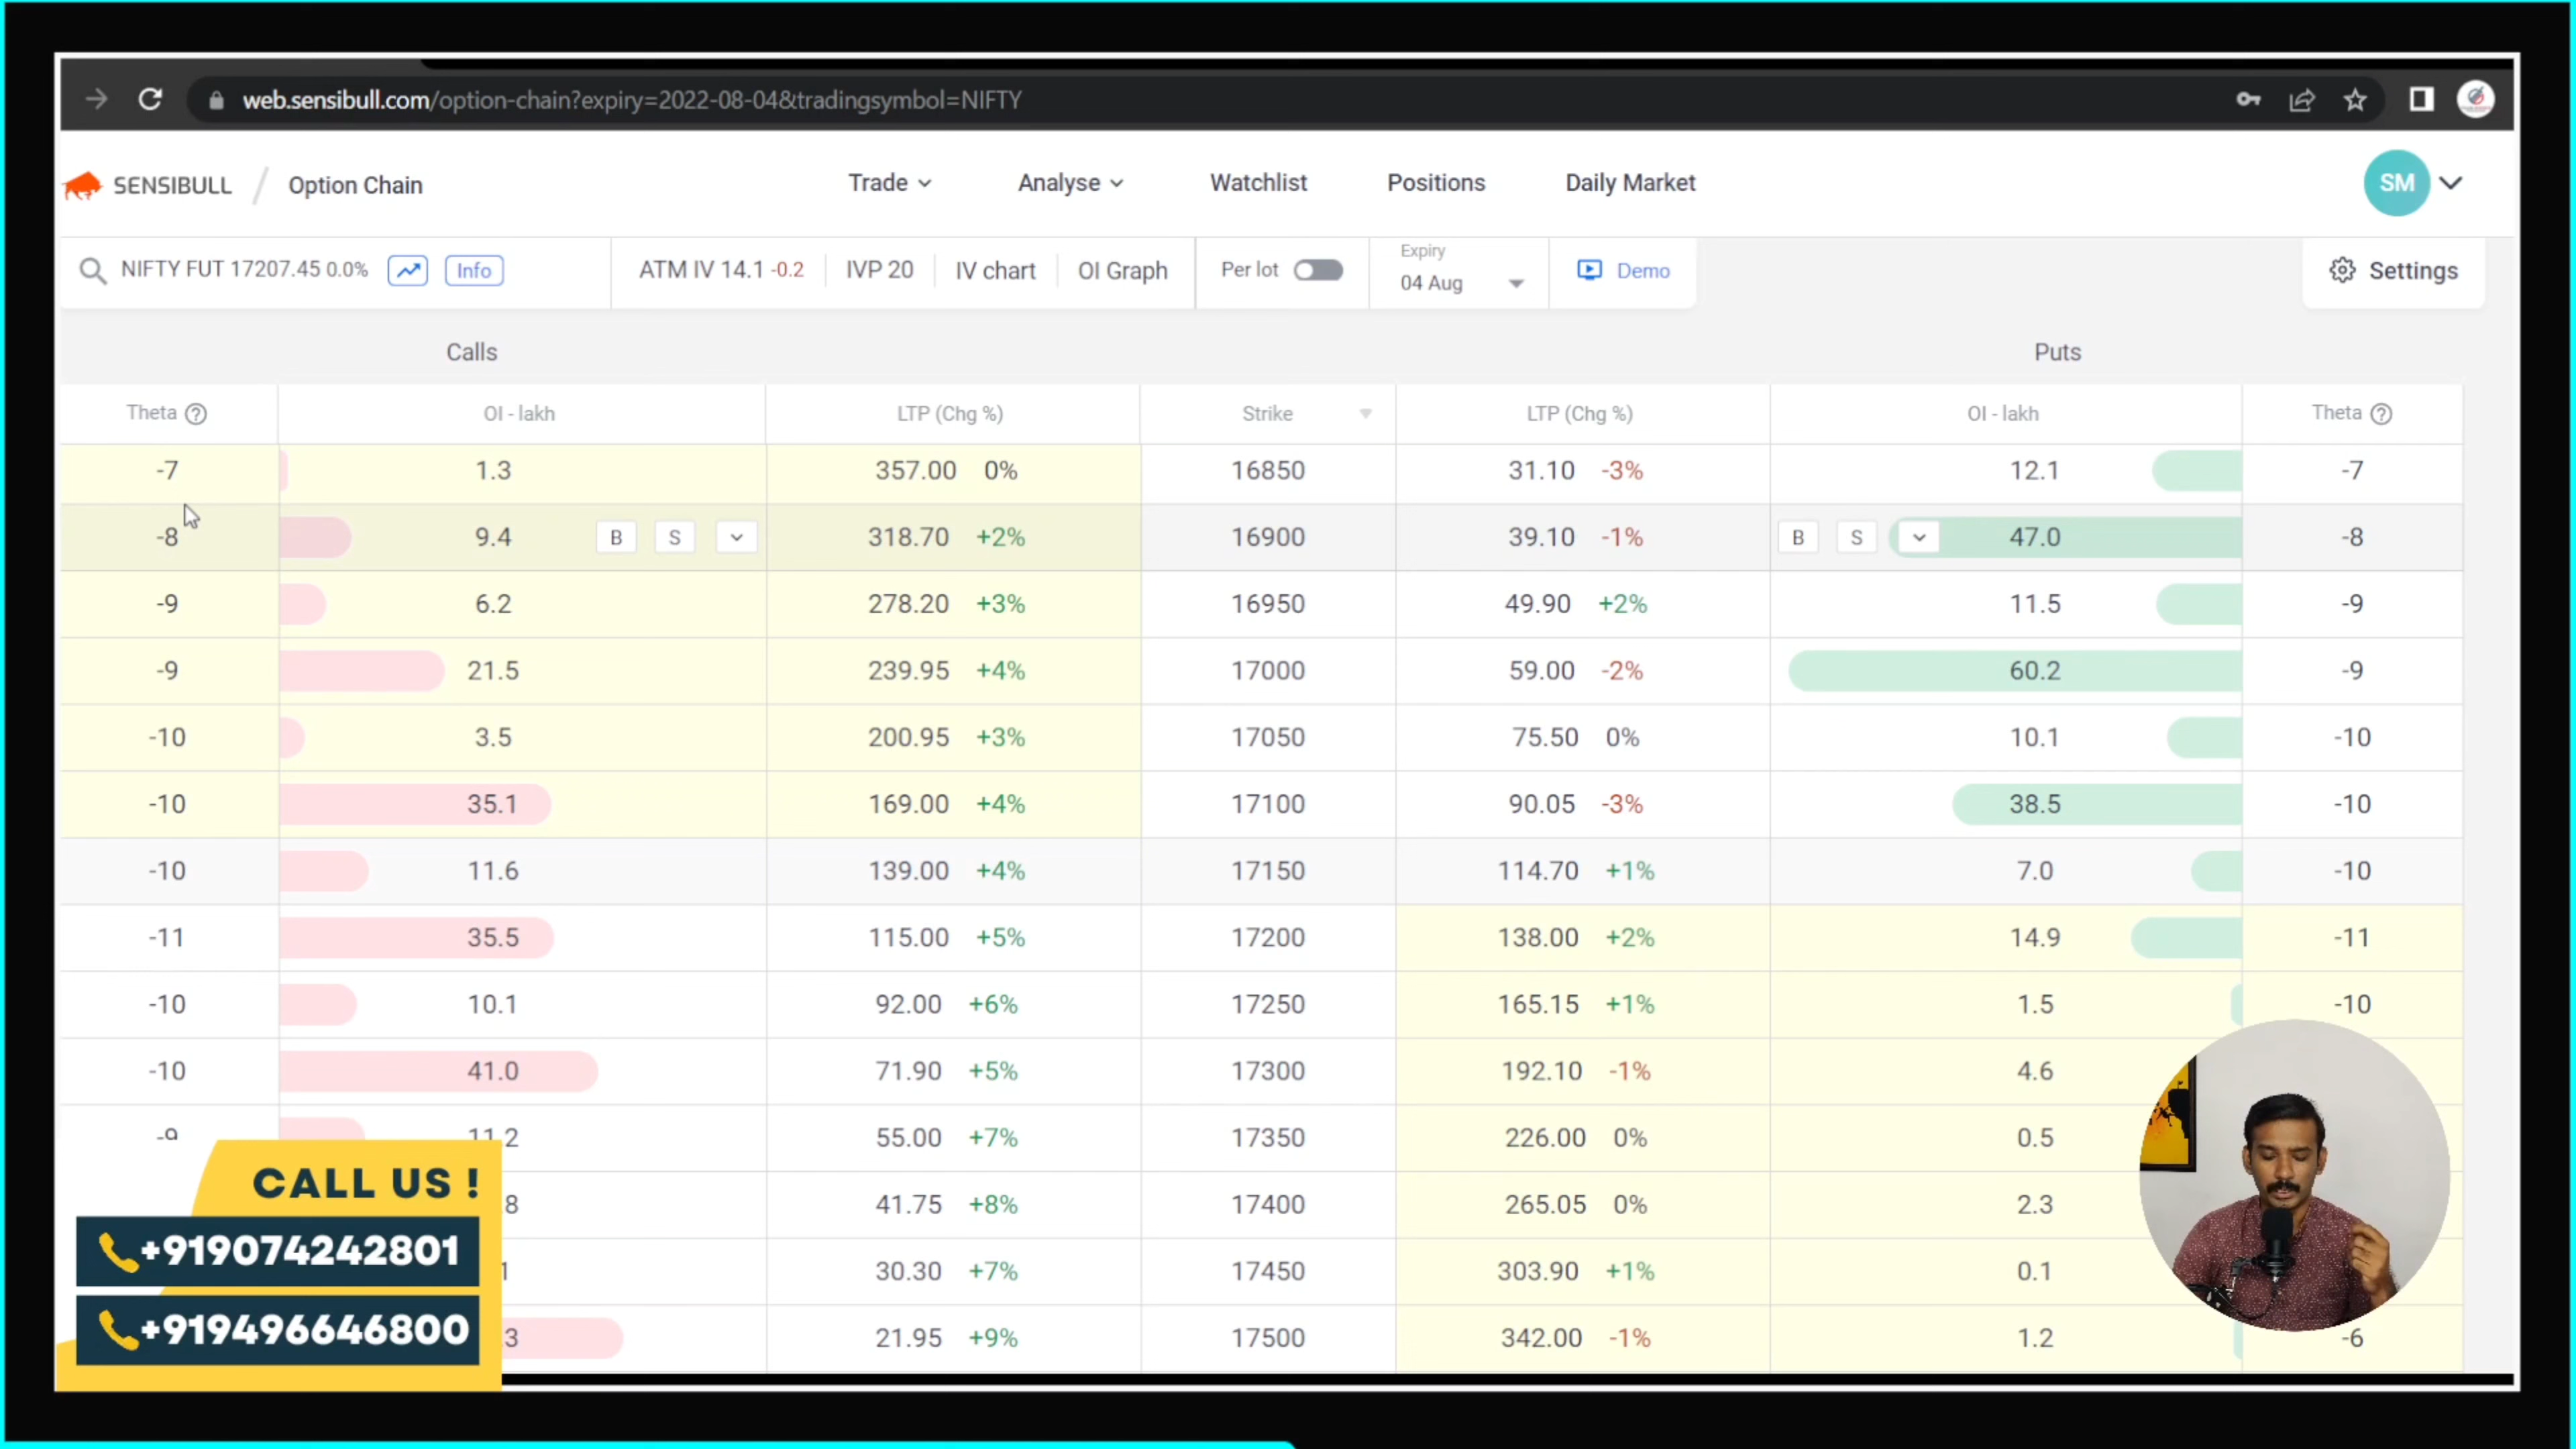 web.sensibull.com/option-chain?expiry=2022-08-04&tradingsymbol=NIFTY
SENSIBULL / Option Chain Trade Analyse Watchlist Positions Daily Market SM
NIFTY FUT 17207.45 0.0% Info ATM IV 14.1 -0.2 IVP 20 IV chart OI Graph Per lot Expiry 04 Aug Demo Settings
Calls Puts
Theta OI - lakh LTP (Chg %) Strike LTP (Chg %) OI - lakh Theta
-7 1.3 357.00 0% 16850 31.10 -3% 12.1 -7
-8 9.4 B S 318.70 +2% 16900 39.10 -1% B S 47.0 -8
-9 6.2 278.20 +3% 16950 49.90 +2% 11.5 -9
-9 21.5 239.95 +4% 17000 59.00 -2% 60.2 -9
-10 3.5 200.95 +3% 17050 75.50 0% 10.1 -10
-10 35.1 169.00 +4% 17100 90.05 -3% 38.5 -10
-10 11.6 139.00 +4% 17150 114.70 +1% 7.0 -10
-11 35.5 115.00 +5% 17200 138.00 +2% 14.9 -11
-10 10.1 92.00 +6% 17250 165.15 +1% 1.5 -10
-10 41.0 71.90 +5% 17300 192.10 -1% 4.6
-9 11.2 55.00 +7% 17350 226.00 0% 0.5
8 41.75 +8% 17400 265.05 0% 2.3
30.30 +7% 17450 303.90 +1% 0.1
3 21.95 +9% 17500 342.00 -1% 1.2 -6
CALL US !
+919074242801
+919496646800